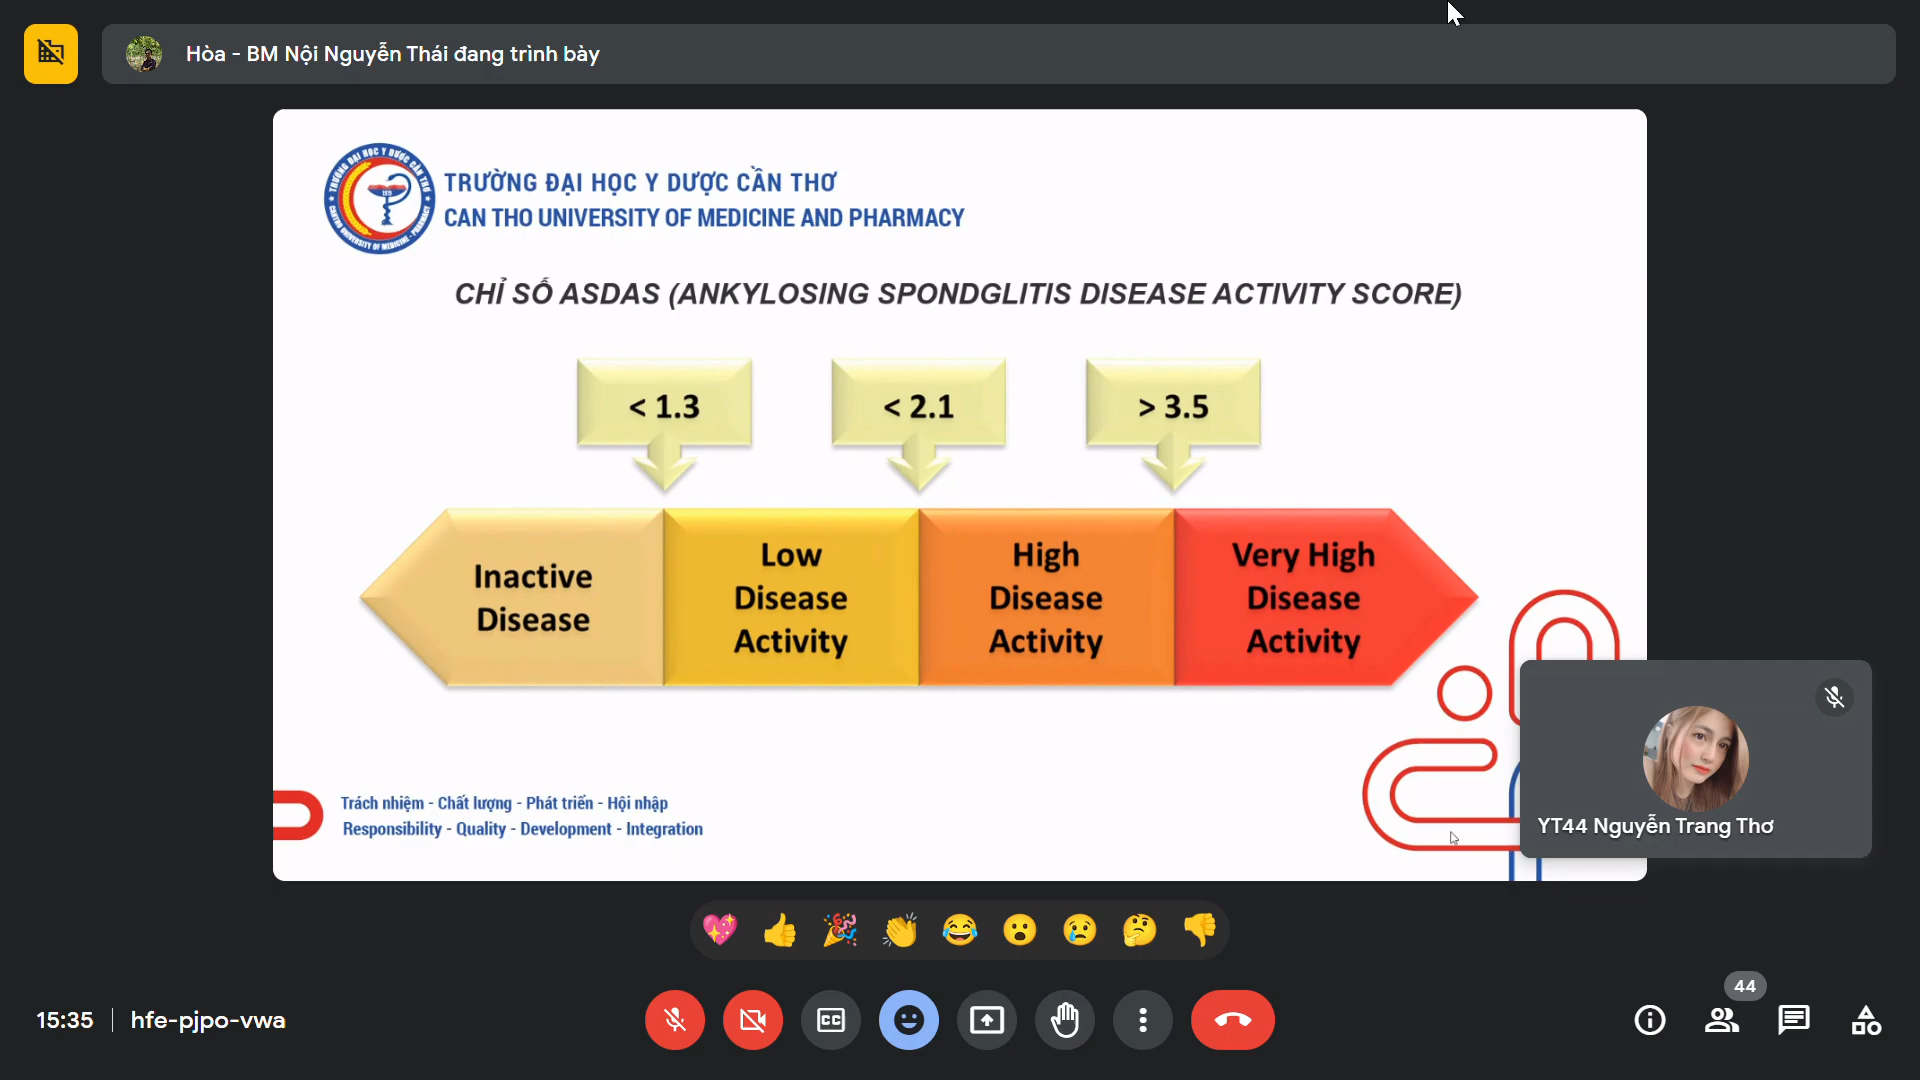 Hòa - BM Nội Nguyễn Thái đang trình bày
TRƯỜNG ĐẠI HỌC Y DƯỢC CẦN THƠ
CAN THO UNIVERSITY OF MEDICINE AND PHARMACY
CHỈ SỐ ASDAS (ANKYLOSING SPONDGLITIS DISEASE ACTIVITY SCORE)
< 1.3
< 2.1
> 3.5
Inactive
Disease
Low
Disease
Activity
High
Disease
Activity
Very High
Disease
Activity
Trách nhiệm - Chất lượng - Phát triển - Hội nhập
Responsibility - Quality - Development - Integration
YT44 Nguyễn Trang Thơ
15:35
hfe-pjpo-vwa
CC
44